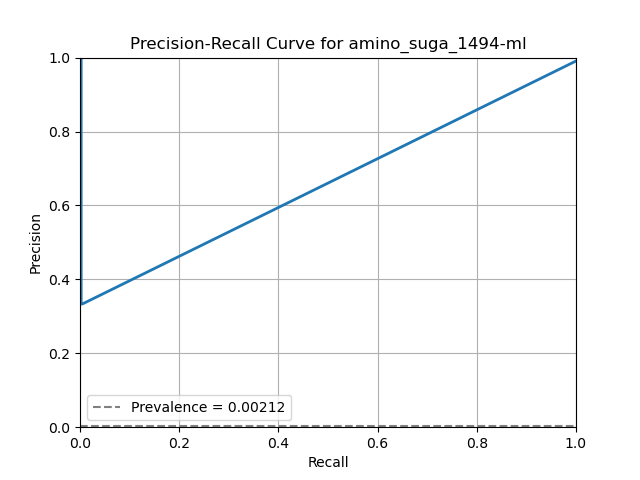 Precision-Recall Curve for amino_suga_1494-ml
1.0
0.8
0.6
0.4
0.2
0.0
Precision
Prevalence = 0.00212
0.0 0.2 0.4 0.6 0.8 1.0
Recall